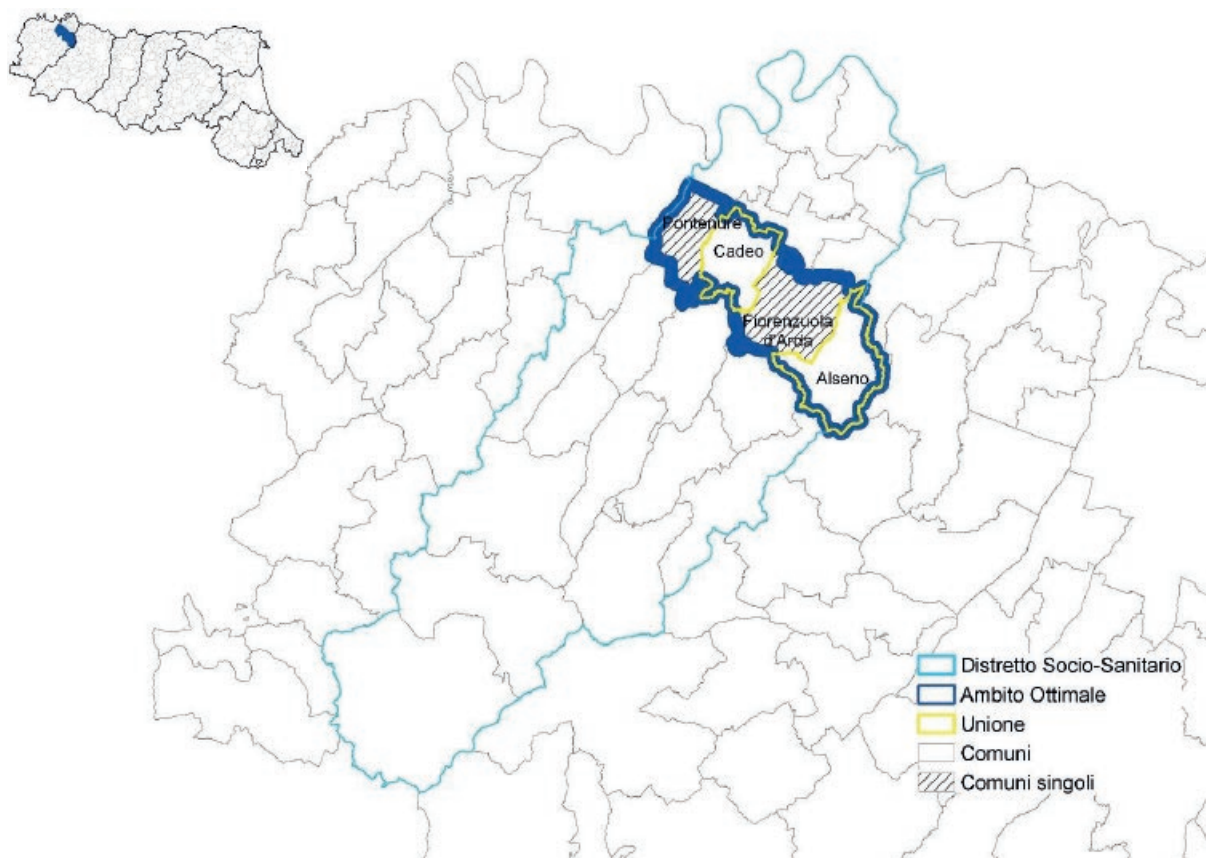 Pontenure
Cadeo
Fiorenzuola
d'Arda
Alseno
Distretto Socio-Sanitario
Ambito Ottimale
Unione
Comuni
Comuni singoli